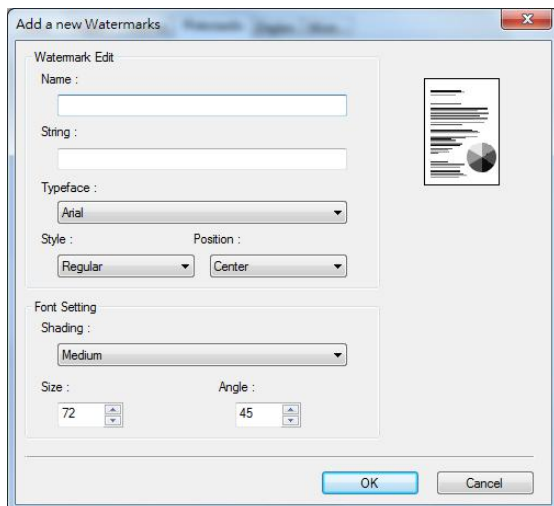 Add a new Watermarks
Watermark Edit
Name :
String :
Typeface :
Arial
Style : Position :
Regular Center
Font Setting
Shading :
Medium
Size : Angle :
72 45
OK Cancel